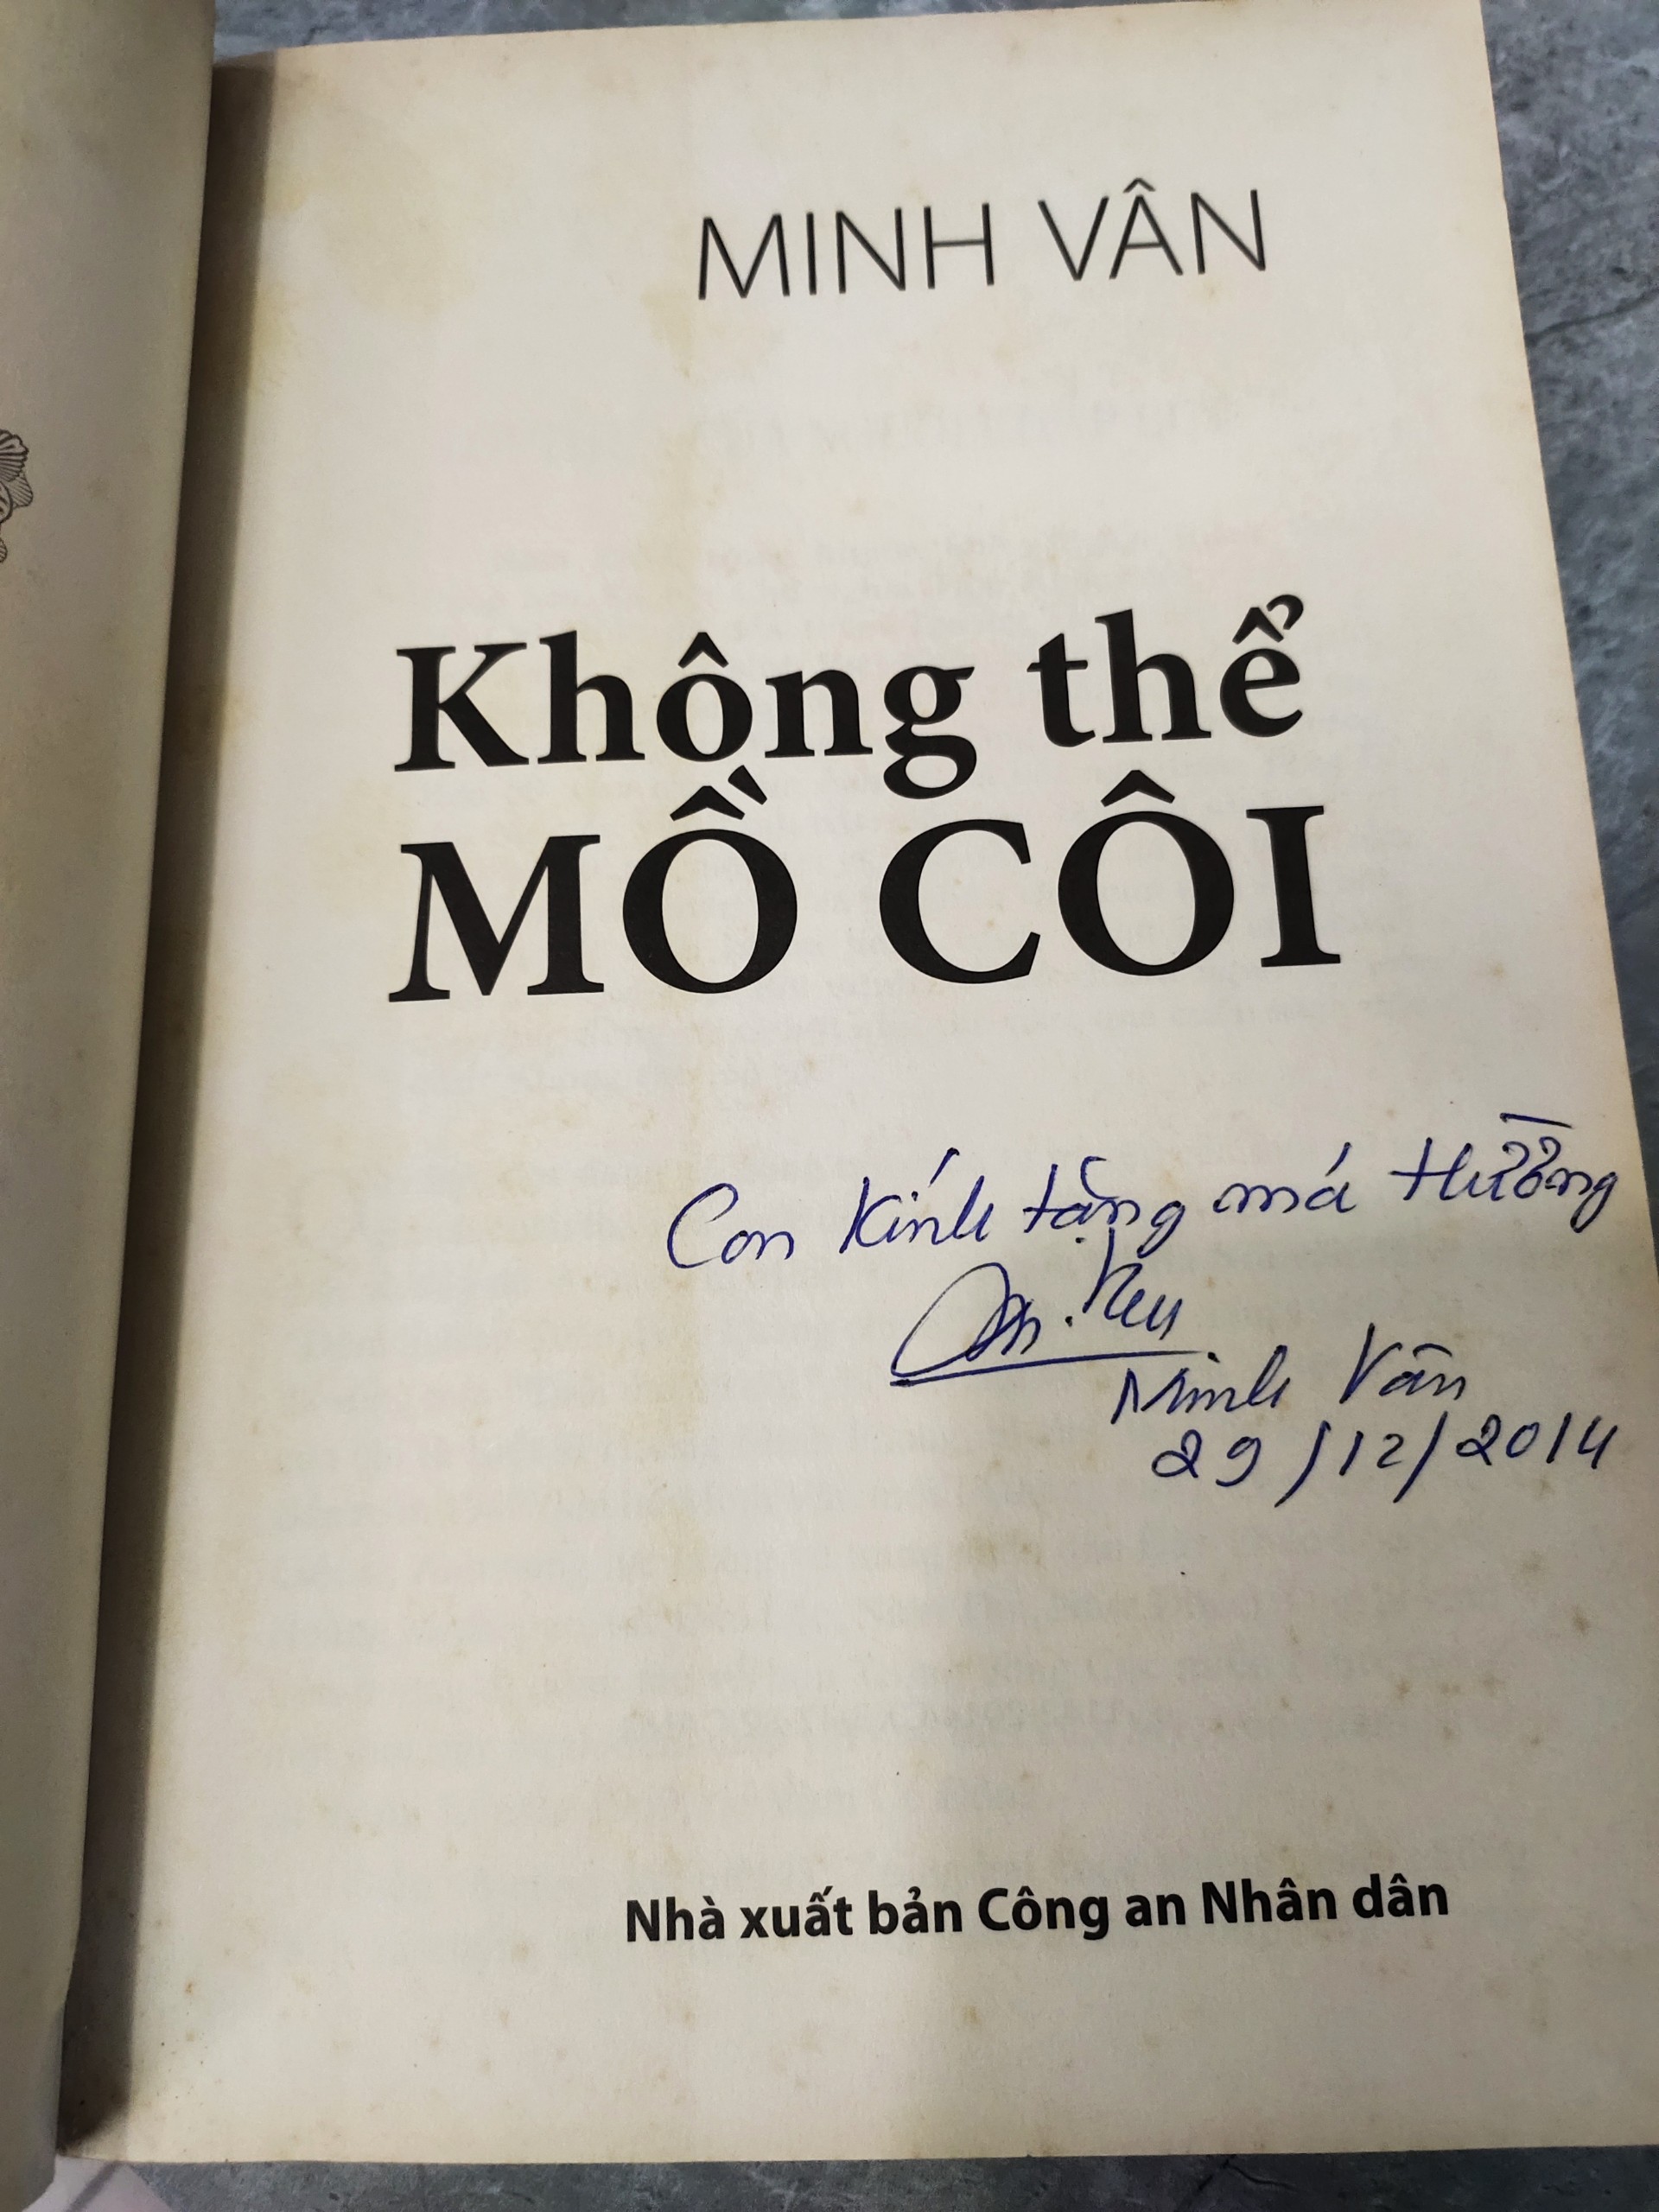 MINH VÂN
Không thể
MỒ CÔI
Con kính tặng má Hường
Minh Vân
29/12/2014
Nhà xuất bản Công an Nhân dân